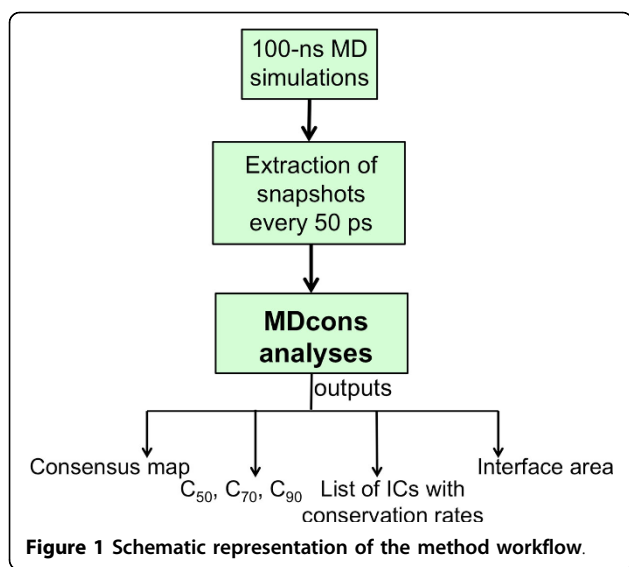 100-ns MD
simulations
Extraction of
snapshots
every 50 ps
MDcons
analyses
outputs
Consensus map
C₅₀, C₇₀, C₉₀
List of ICs with
conservation rates
Interface area
Figure 1 Schematic representation of the method workflow.